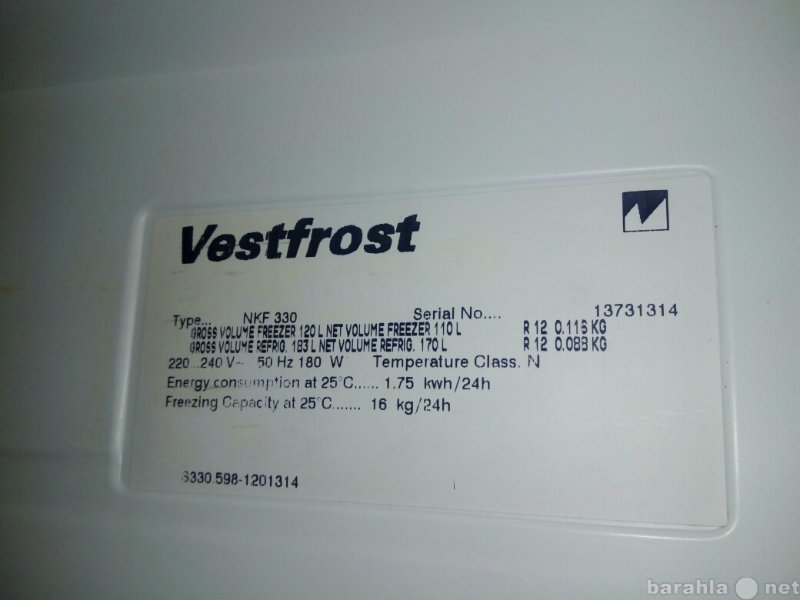 Vestfrost
Type... NKF 330 Serial No.... 13731314
GROSS VOLUME FREEZER 120 L NET VOLUME FREEZER 110 L R 12 0.116 KG
GROSS VOLUME REFRIG. 183 L NET VOLUME REFRIG. 170 L R 12 0.088 KG
220..240 V~ 50 Hz 180 W Temperature Class. N
Energy consumption at 25°C...... 1.75 kwh/24h
Freezing Capacity at 25°C....... 16 kg/24h
S330.598-1201314
barahla net